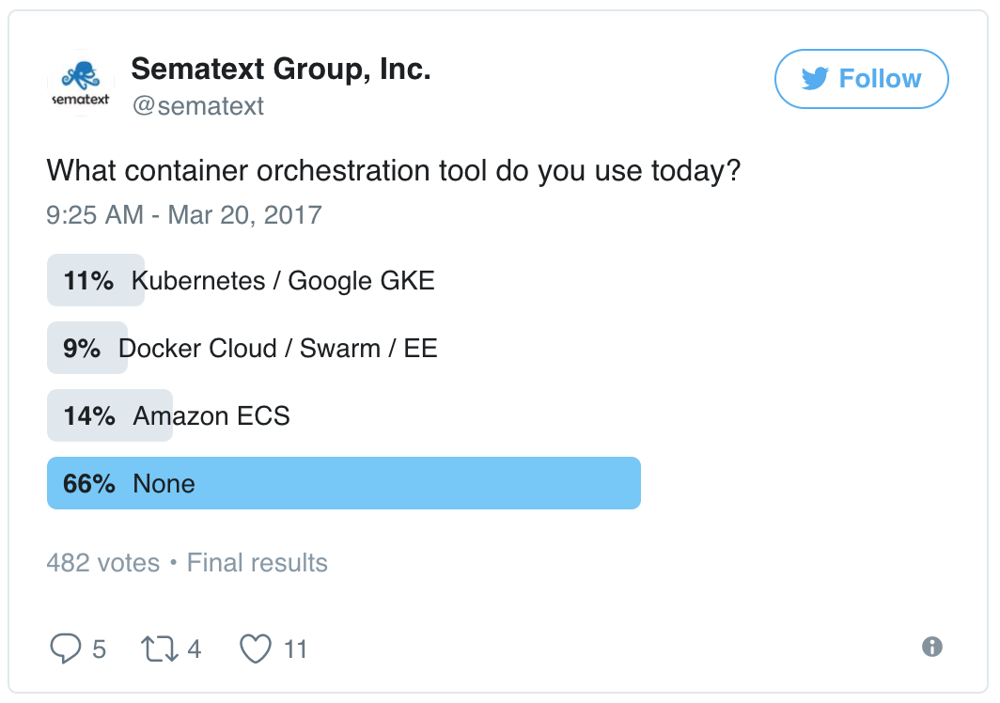 sematext
Sematext Group, Inc.
@sematext
Follow
What container orchestration tool do you use today?
9:25 AM - Mar 20, 2017
11% Kubernetes / Google GKE
9% Docker Cloud / Swarm / EE
14% Amazon ECS
66% None
482 votes • Final results
5 4 11